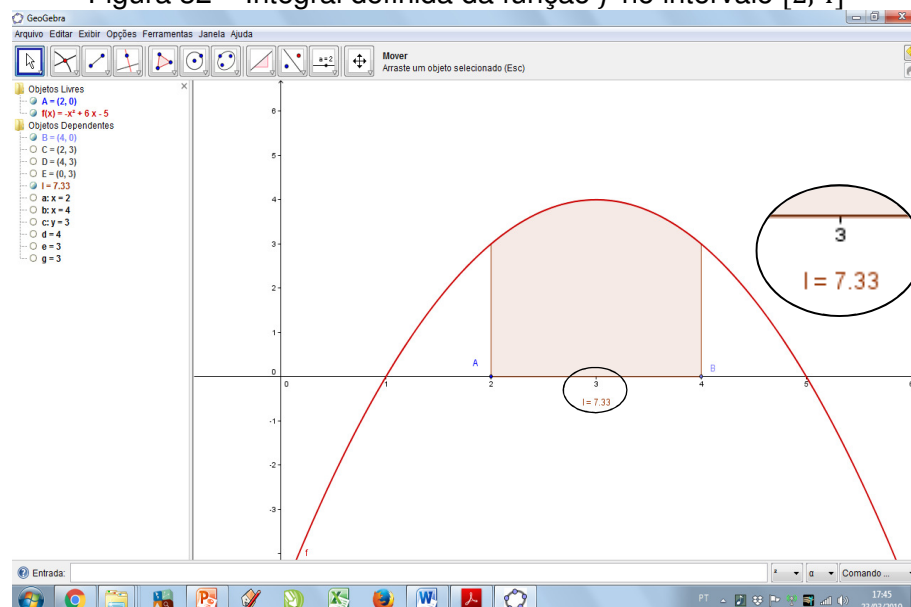 Figura 82 – Integral definida da função f no intervalo [2, 4]
GeoGebra
Arquivo Editar Exibir Opções Ferramentas Janela Ajuda
a=2
Mover
Arraste um objeto selecionado (Esc)
Objetos Livres
A = (2, 0)
f(x) = -x² + 6 x - 5
Objetos Dependentes
B = (4, 0)
C = (2, 3)
D = (4, 3)
E = (0, 3)
I = 7.33
a: x = 2
b: x = 4
c: y = 3
d = 4
e = 3
g = 3
6
5
4
3
2
1
0
-1
-2
-3
0 1 2 3 4 5 6
A
B
I = 7.33
3
I = 7.33
f
Entrada:
² α Comando ...
PT
17:45